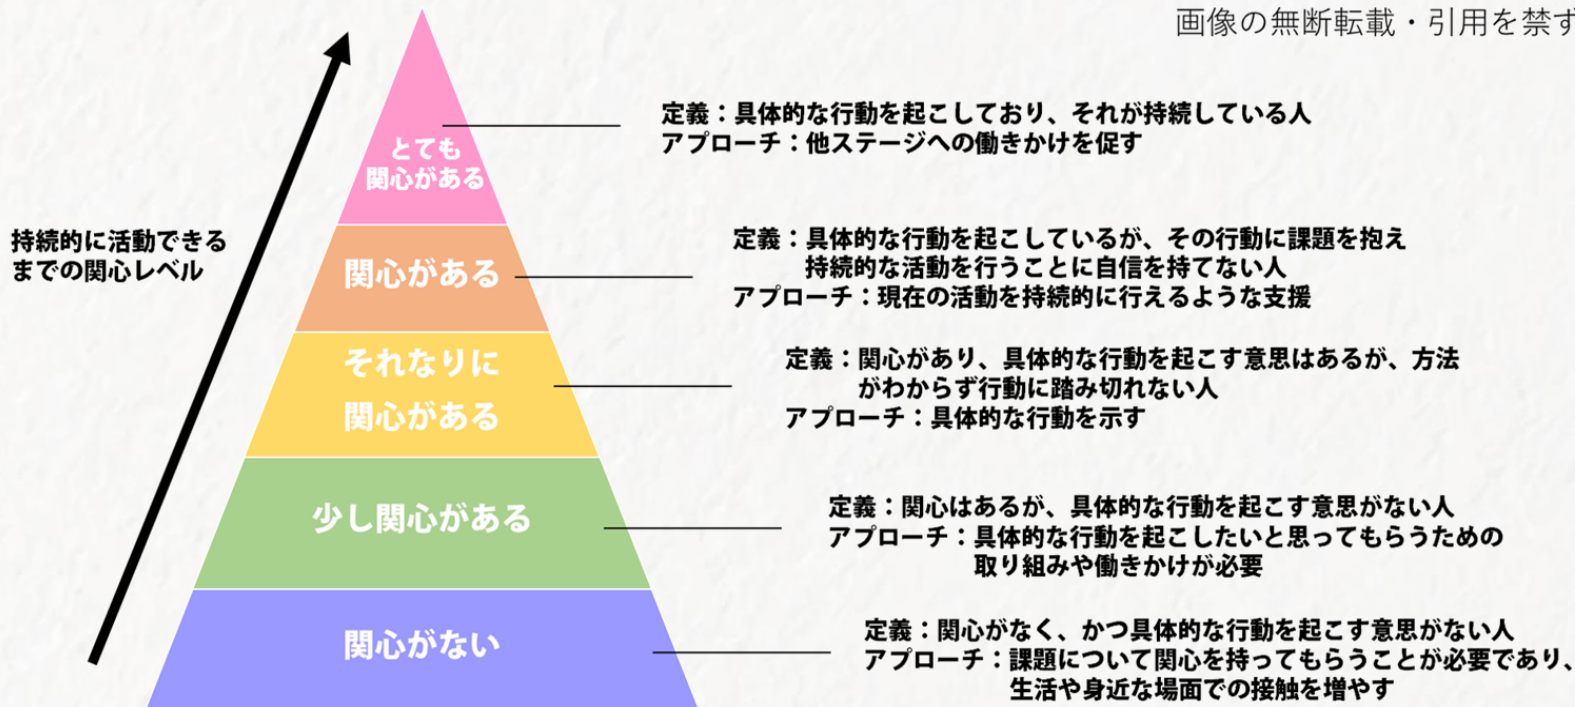 画像の無断転載・引用を禁ず
定義：具体的な行動を起こしており、それが持続している人
アプローチ：他ステージへの働きかけを促す
とても
関心がある
持続的に活動できる
までの関心レベル
定義：具体的な行動を起こしているが、その行動に課題を抱え
持続的な活動を行うことに自信を持てない人
アプローチ：現在の活動を持続的に行えるような支援
関心がある
定義：関心があり、具体的な行動を起こす意思はあるが、方法
がわからず行動に踏み切れない人
アプローチ：具体的な行動を示す
それなりに
関心がある
定義：関心はあるが、具体的な行動を起こす意思がない人
アプローチ：具体的な行動を起こしたいと思ってもらうための
取り組みや働きかけが必要
少し関心がある
定義：関心がなく、かつ具体的な行動を起こす意思がない人
アプローチ：課題について関心を持ってもらうことが必要であり、
生活や身近な場面での接触を増やす
関心がない